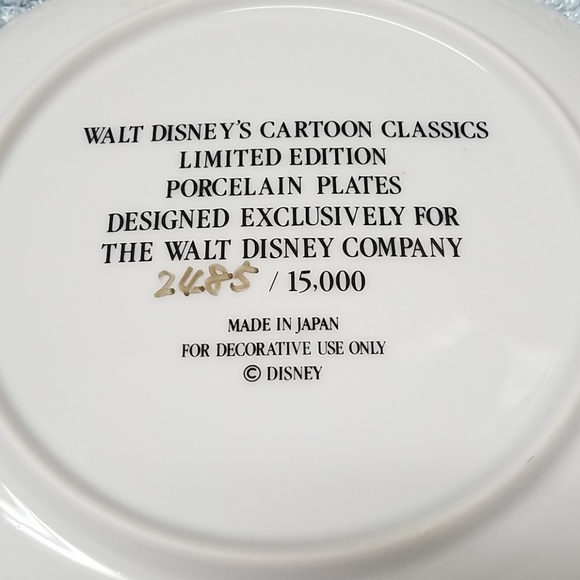 WALT DISNEY'S CARTOON CLASSICS
LIMITED EDITION
PORCELAIN PLATES
DESIGNED EXCLUSIVELY FOR
THE WALT DISNEY COMPANY
2485 / 15,000
MADE IN JAPAN
FOR DECORATIVE USE ONLY
© DISNEY